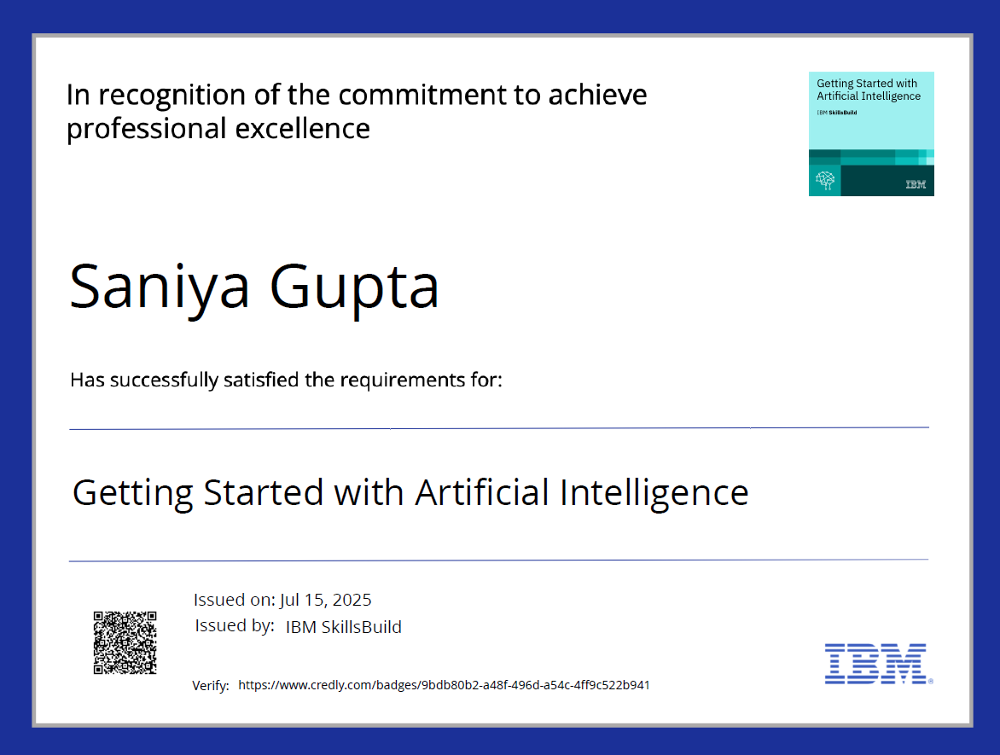 In recognition of the commitment to achieve
professional excellence
Getting Started with
Artificial Intelligence
IBM SkillsBuild
IBM
Saniya Gupta
Has successfully satisfied the requirements for:
Getting Started with Artificial Intelligence
Issued on: Jul 15, 2025
Issued by: IBM SkillsBuild
Verify: https://www.credly.com/badges/9bdb80b2-a48f-496d-a54c-4ff9c522b941
IBM®